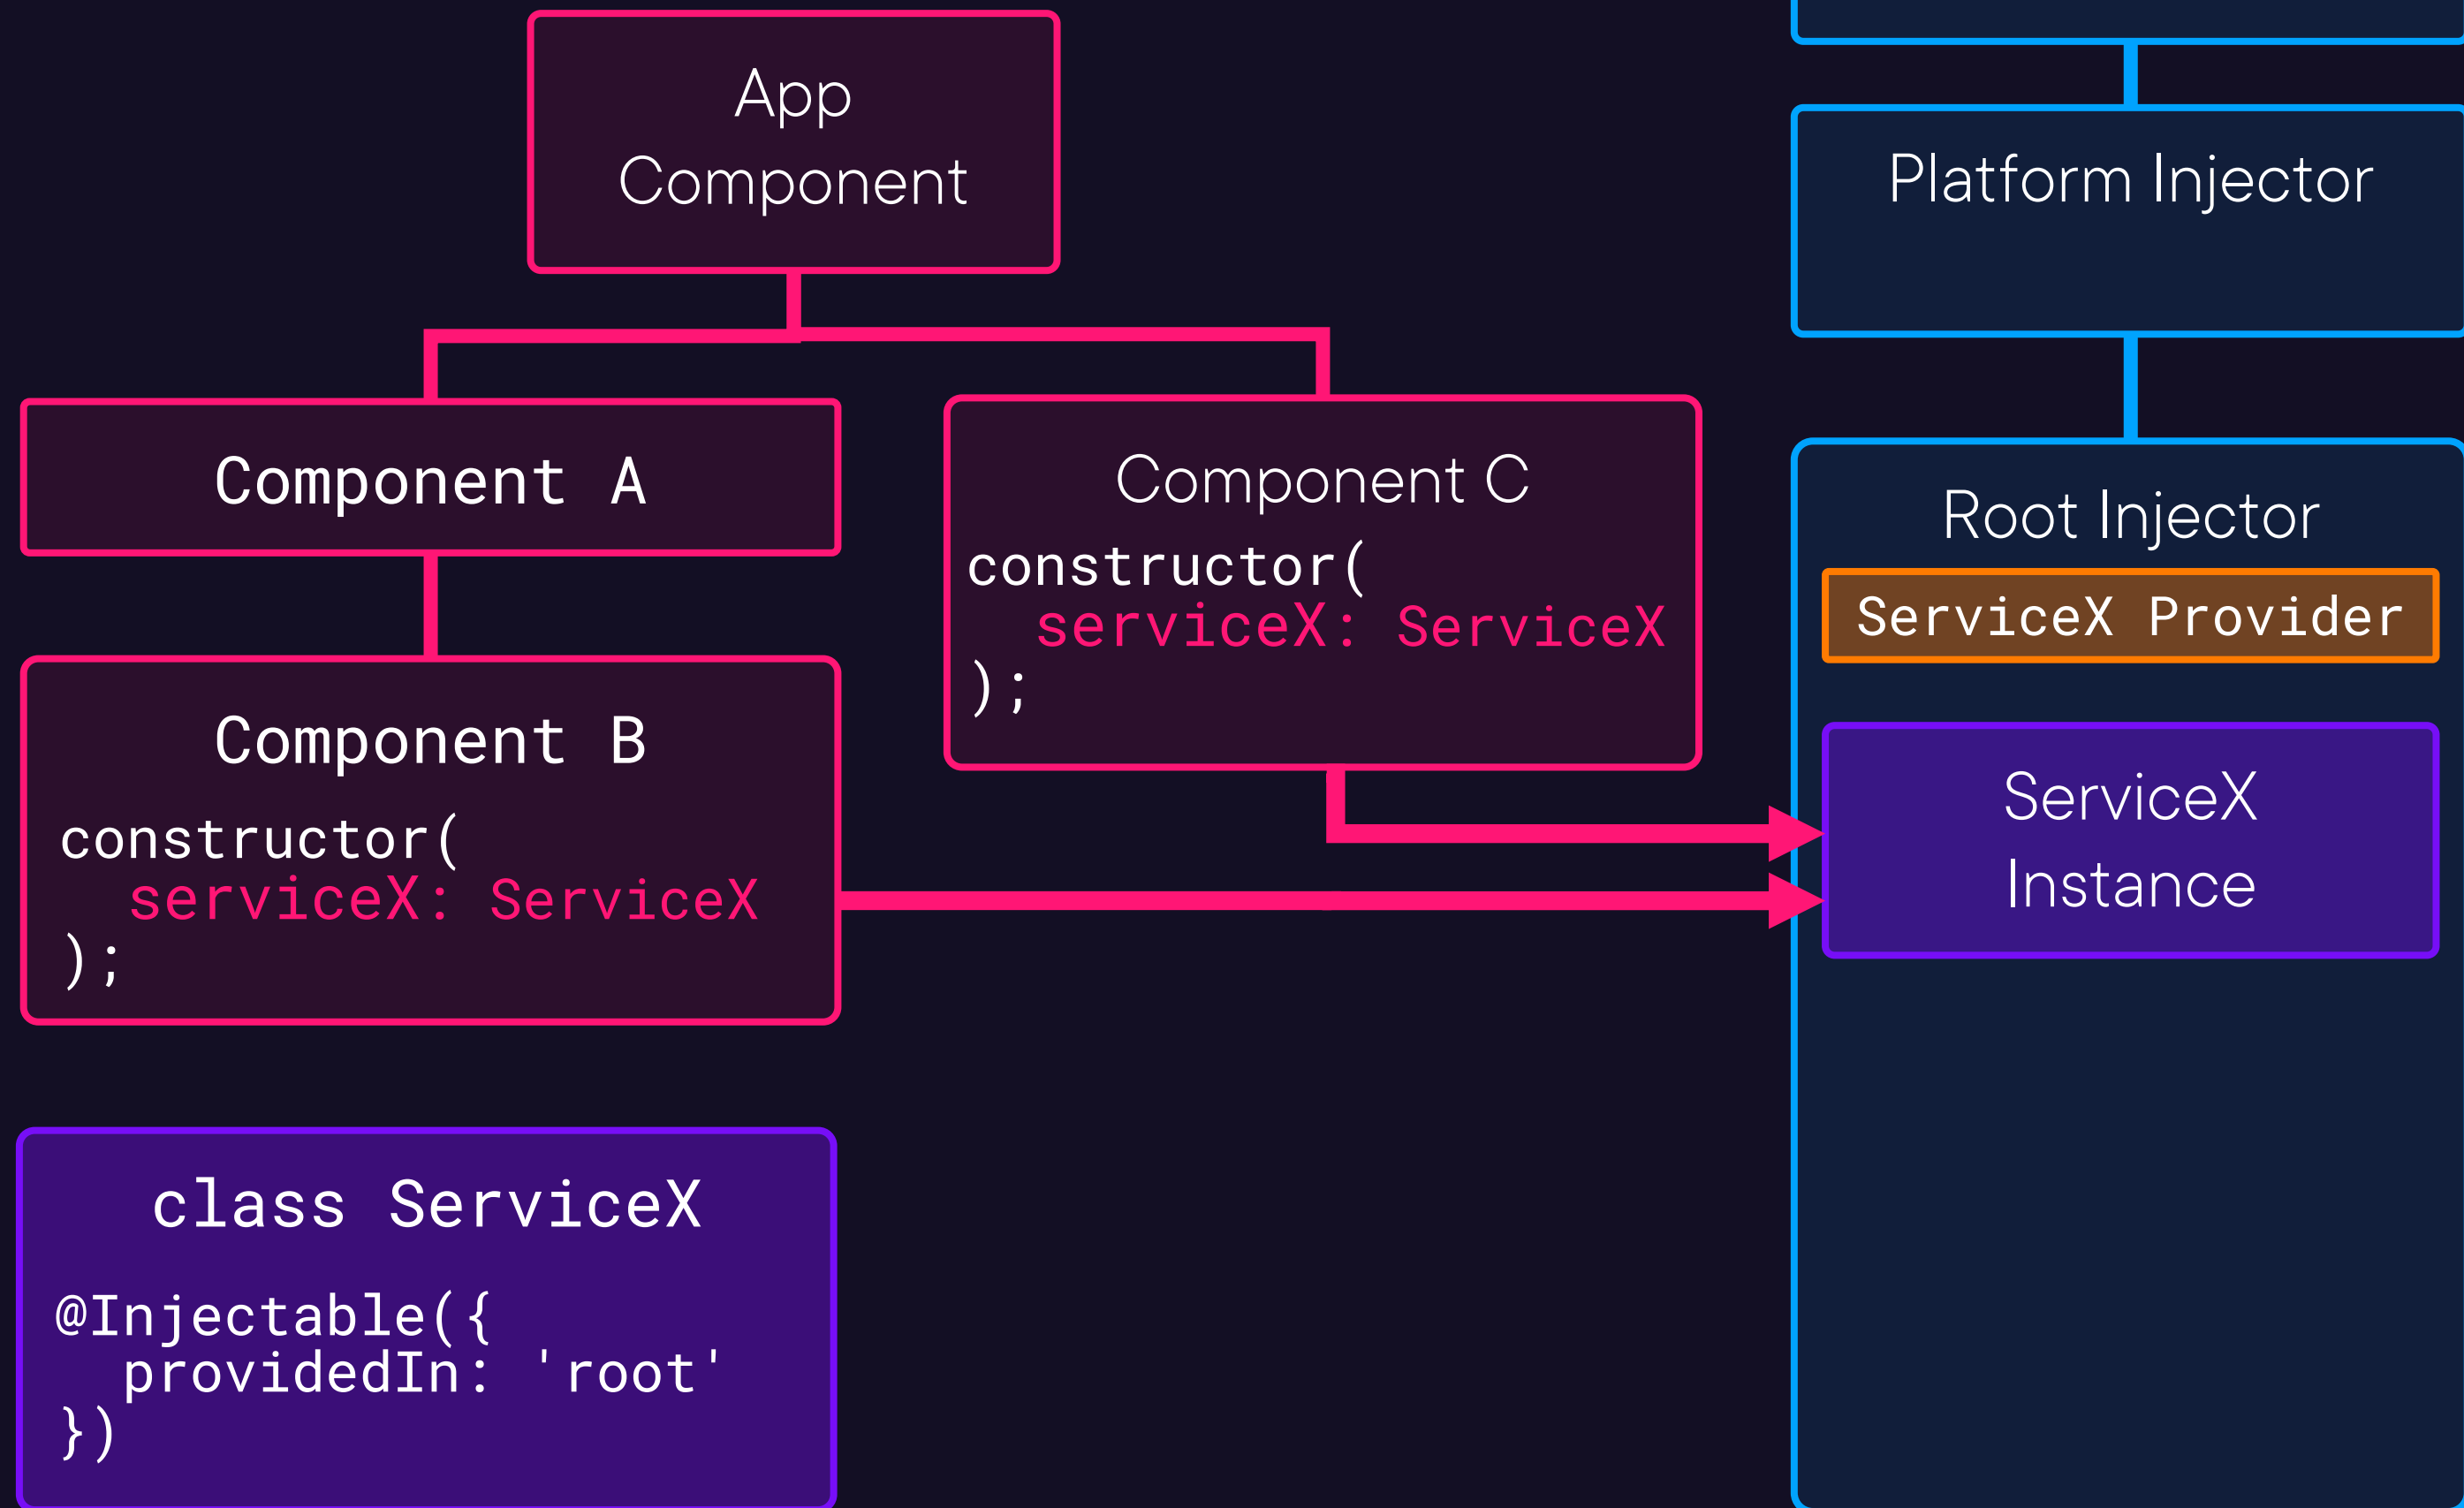 App
Component
Component A
Component B
constructor(
serviceX: ServiceX
);
Component C
constructor(
serviceX: ServiceX
);
class ServiceX
@Injectable({
providedIn: 'root'
})
Platform Injector
Root Injector
ServiceX Provider
ServiceX
Instance